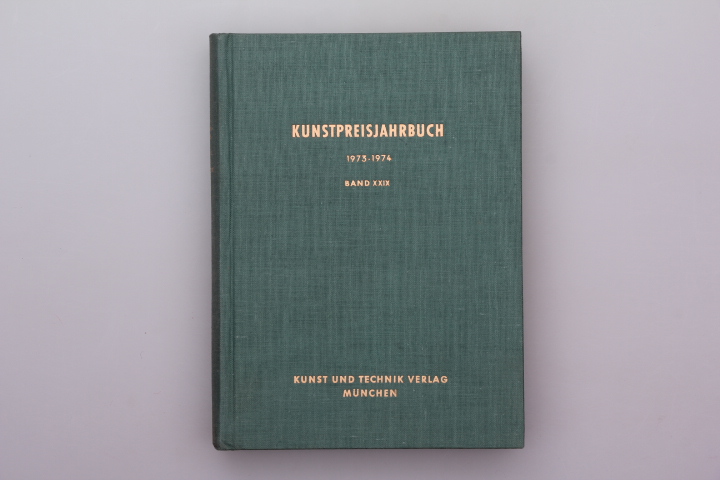 KUNSTPREISJAHRBUCH
1973-1974
BAND XXIX
KUNST UND TECHNIK VERLAG
MÜNCHEN